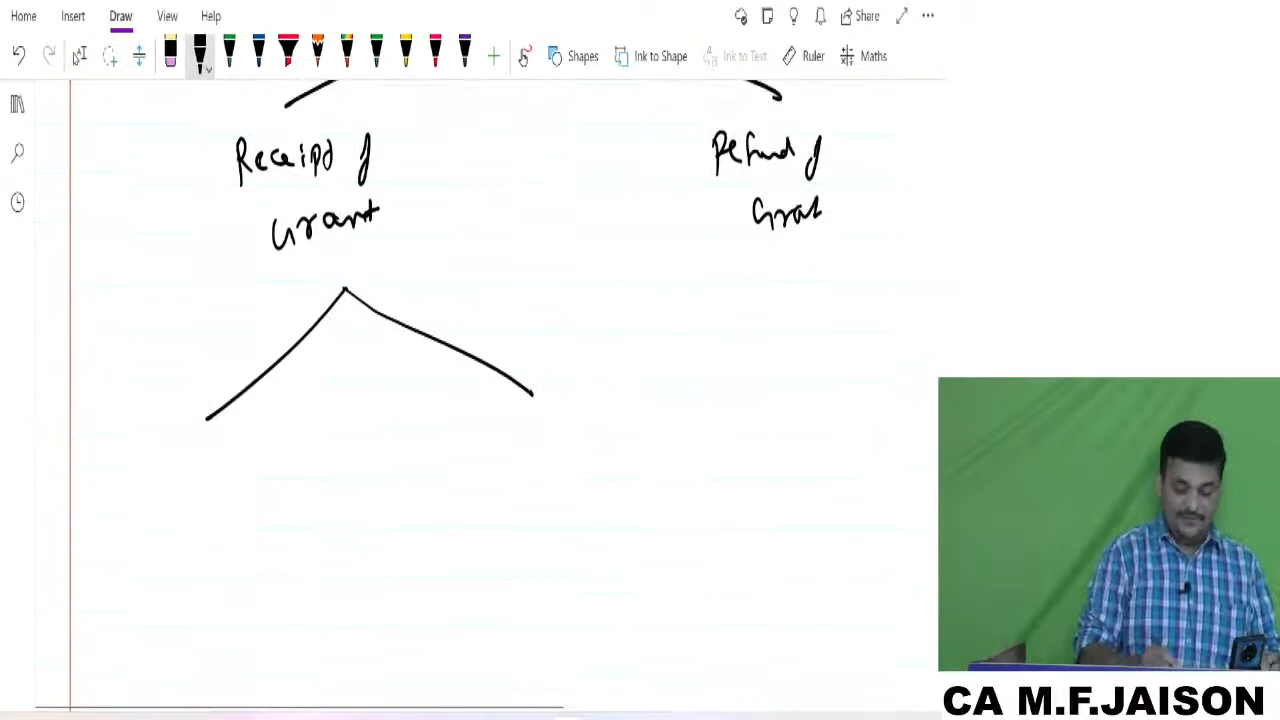 Home Insert Draw View Help Share
Shapes Ink to Shape Ink to Text Ruler Maths
Receipt of
Grant
Refund of
Grat
CA M.F.JAISON